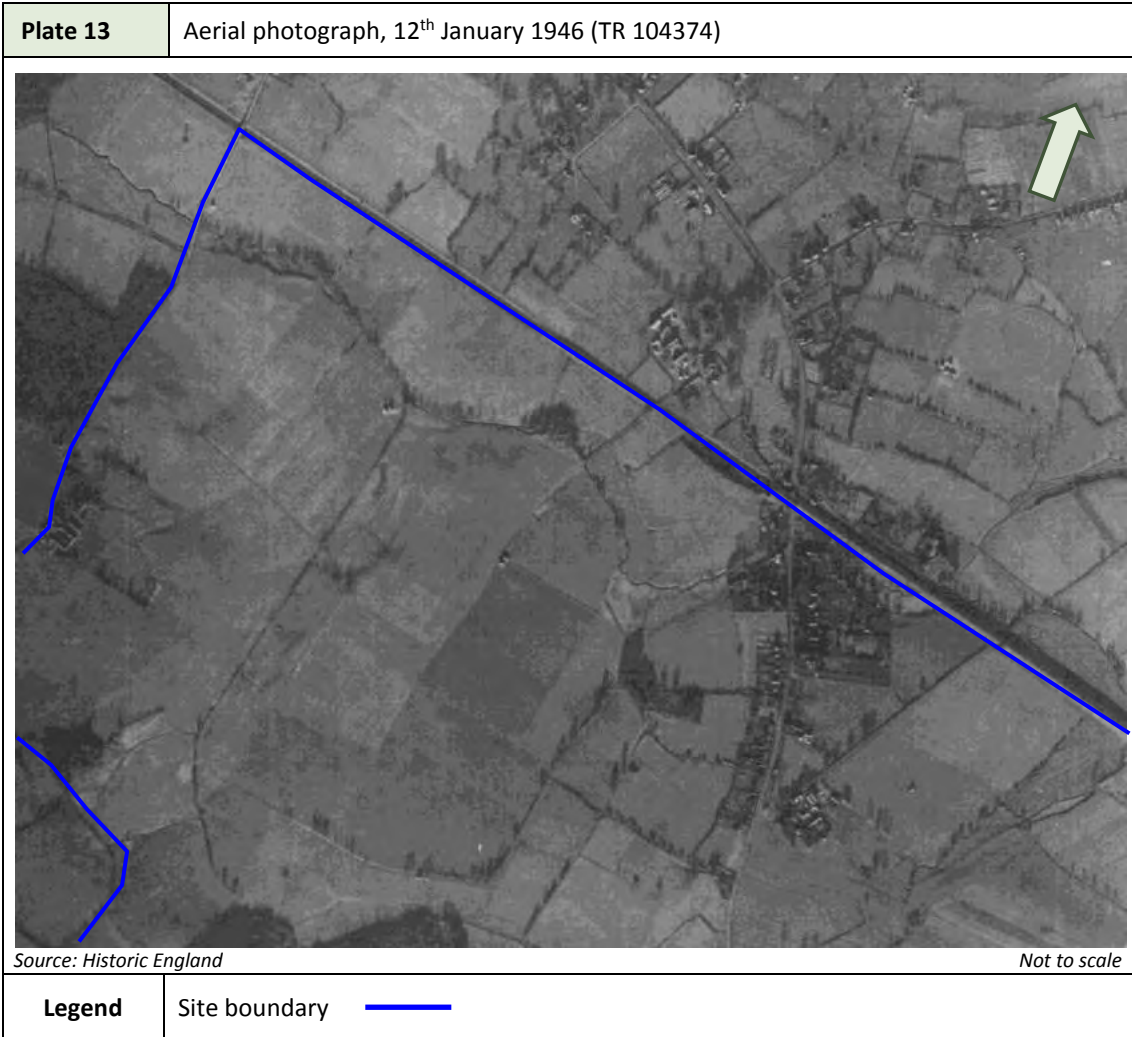 Plate 13
Aerial photograph, 12th January 1946 (TR 104374)
Source: Historic England
Not to scale
Legend
Site boundary